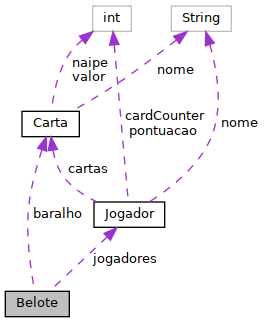 int
String
naipe
valor
nome
Carta
cardCounter
pontuacao
nome
cartas
baralho
Jogador
jogadores
Belote